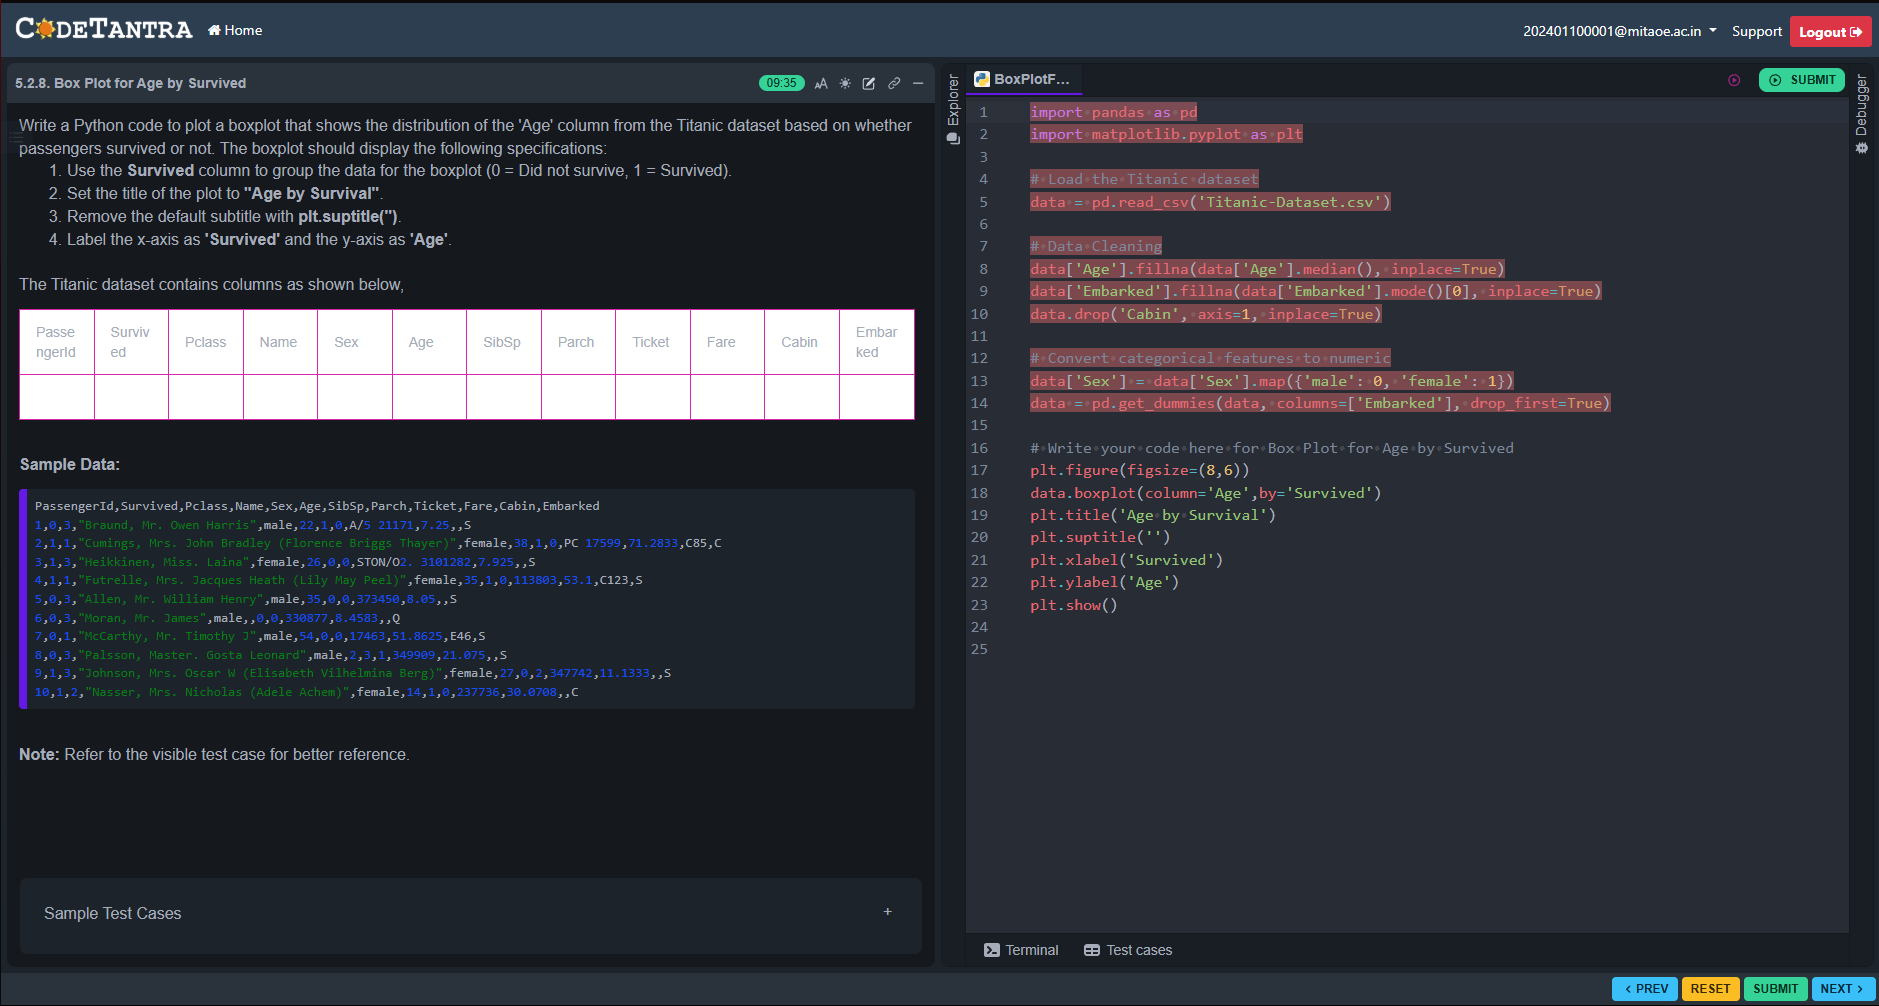 CODETANTRA Home 202401100001@mitaoe.ac.in Support Logout
5.2.8. Box Plot for Age by Survived 09:35
Write a Python code to plot a boxplot that shows the distribution of the 'Age' column from the Titanic dataset based on whether
passengers survived or not. The boxplot should display the following specifications:
1. Use the Survived column to group the data for the boxplot (0 = Did not survive, 1 = Survived).
2. Set the title of the plot to "Age by Survival".
3. Remove the default subtitle with plt.suptitle('').
4. Label the x-axis as 'Survived' and the y-axis as 'Age'.
The Titanic dataset contains columns as shown below,
Passe
ngerId
Surviv
ed
Pclass
Name
Sex
Age
SibSp
Parch
Ticket
Fare
Cabin
Embar
ked
Sample Data:
PassengerId,Survived,Pclass,Name,Sex,Age,SibSp,Parch,Ticket,Fare,Cabin,Embarked
1,0,3,"Braund, Mr. Owen Harris",male,22,1,0,A/5 21171,7.25,,S
2,1,1,"Cumings, Mrs. John Bradley (Florence Briggs Thayer)",female,38,1,0,PC 17599,71.2833,C85,C
3,1,3,"Heikkinen, Miss. Laina",female,26,0,0,STON/O2. 3101282,7.925,,S
4,1,1,"Futrelle, Mrs. Jacques Heath (Lily May Peel)",female,35,1,0,113803,53.1,C123,S
5,0,3,"Allen, Mr. William Henry",male,35,0,0,373450,8.05,,S
6,0,3,"Moran, Mr. James",male,,0,0,330877,8.4583,,Q
7,0,1,"McCarthy, Mr. Timothy J",male,54,0,0,17463,51.8625,E46,S
8,0,3,"Palsson, Master. Gosta Leonard",male,2,3,1,349909,21.075,,S
9,1,3,"Johnson, Mrs. Oscar W (Elisabeth Vilhelmina Berg)",female,27,0,2,347742,11.1333,,S
10,1,2,"Nasser, Mrs. Nicholas (Adele Achem)",female,14,1,0,237736,30.0708,,C
Note: Refer to the visible test case for better reference.
Sample Test Cases +
Explorer
BoxPlotF... SUBMIT
Debugger
1 import pandas as pd
2 import matplotlib.pyplot as plt
3
4 # Load the Titanic dataset
5 data = pd.read_csv('Titanic-Dataset.csv')
6
7 # Data Cleaning
8 data['Age'].fillna(data['Age'].median(), inplace=True)
9 data['Embarked'].fillna(data['Embarked'].mode()[0], inplace=True)
10 data.drop('Cabin', axis=1, inplace=True)
11
12 # Convert categorical features to numeric
13 data['Sex'] = data['Sex'].map({'male': 0, 'female': 1})
14 data = pd.get_dummies(data, columns=['Embarked'], drop_first=True)
15
16 # Write your code here for Box Plot for Age by Survived
17 plt.figure(figsize=(8,6))
18 data.boxplot(column='Age',by='Survived')
19 plt.title('Age by Survival')
20 plt.suptitle('')
21 plt.xlabel('Survived')
22 plt.ylabel('Age')
23 plt.show()
24
25
Terminal Test cases
< PREV RESET SUBMIT NEXT >